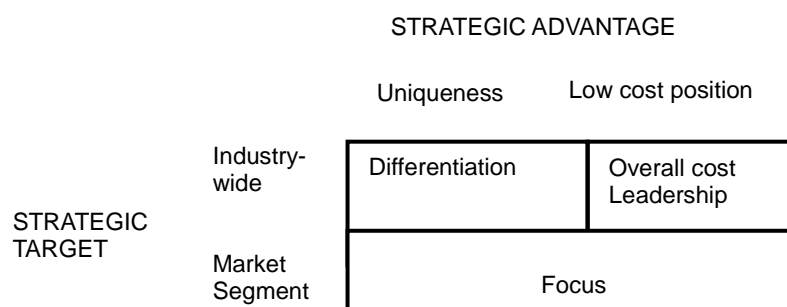 STRATEGIC ADVANTAGE
Uniqueness
Low cost position
Industry-
wide
Differentiation
Overall cost
Leadership
STRATEGIC
TARGET
Market
Segment
Focus